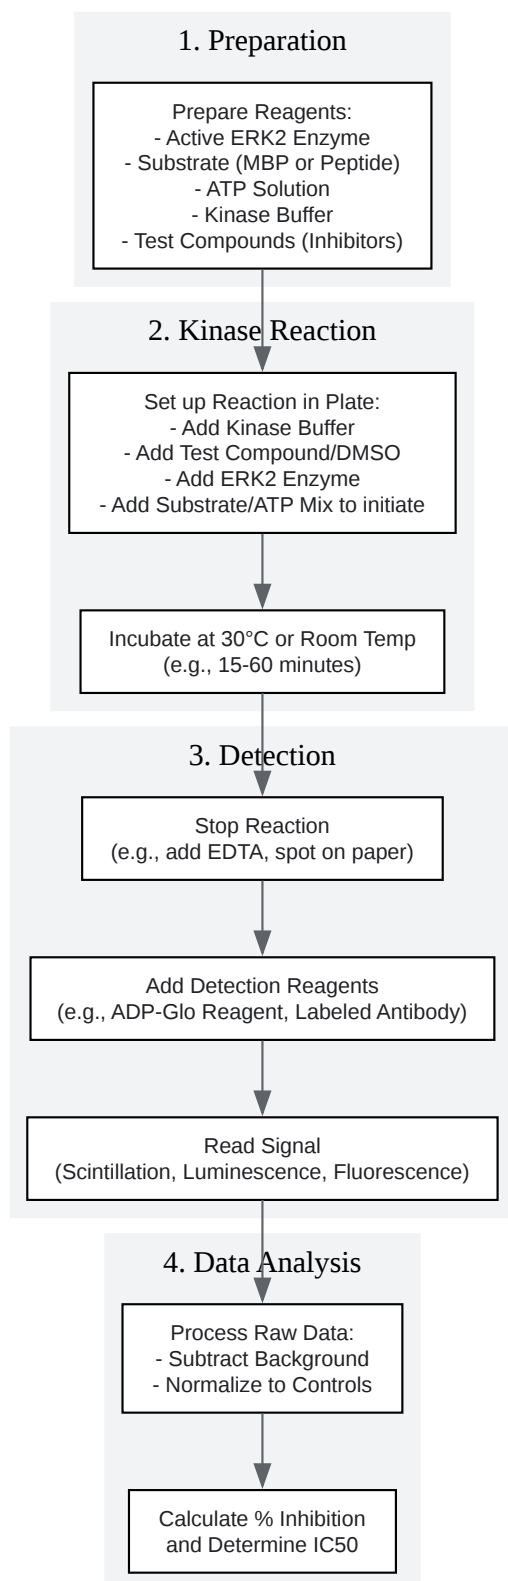 1. Preparation
Prepare Reagents:
- Active ERK2 Enzyme
- Substrate (MBP or Peptide)
- ATP Solution
- Kinase Buffer
- Test Compounds (Inhibitors)
2. Kinase Reaction
Set up Reaction in Plate:
- Add Kinase Buffer
- Add Test Compound/DMSO
- Add ERK2 Enzyme
- Add Substrate/ATP Mix to initiate
Incubate at 30°C or Room Temp
(e.g., 15-60 minutes)
3. Detection
Stop Reaction
(e.g., add EDTA, spot on paper)
Add Detection Reagents
(e.g., ADP-Glo Reagent, Labeled Antibody)
Read Signal
(Scintillation, Luminescence, Fluorescence)
4. Data Analysis
Process Raw Data:
- Subtract Background
- Normalize to Controls
Calculate % Inhibition
and Determine IC50